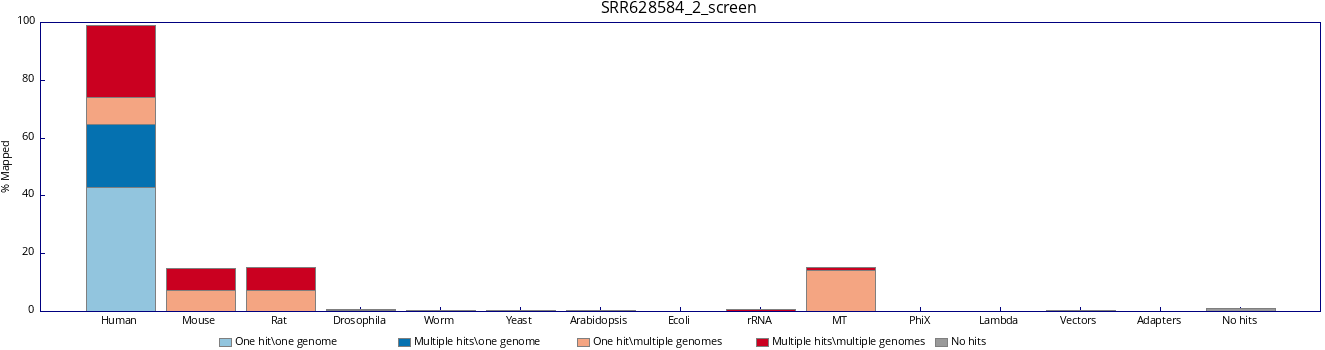 SRR628584_2_screen
100
80
60
40
20
0
% Mapped
Human Mouse Rat Drosophila Worm Yeast Arabidopsis Ecoli rRNA MT PhiX Lambda Vectors Adapters No hits
One hit\one genome Multiple hits\one genome One hit\multiple genomes Multiple hits\multiple genomes No hits